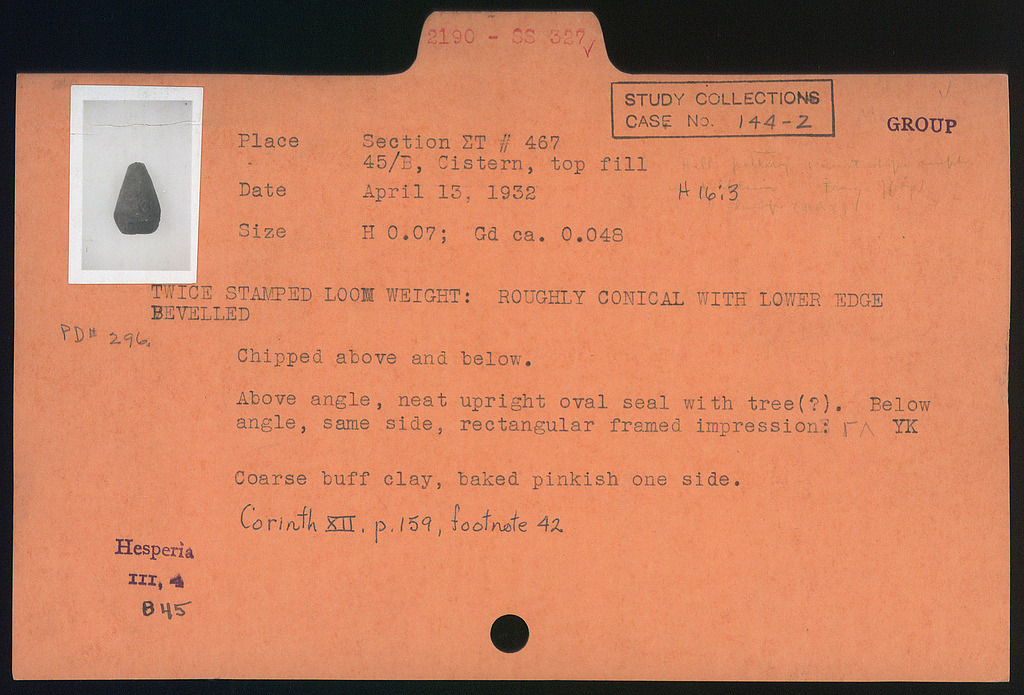 2190 - SS 327 ✓
STUDY COLLECTIONS
CASE No. 144-2
GROUP
Place Section ΣΤ # 467
45/B, Cistern, top fill
Date April 13, 1932 H 16:3
Size H 0.07; Gd ca. 0.048
TWICE STAMPED LOOM WEIGHT: ROUGHLY CONICAL WITH LOWER EDGE
BEVELLED
PD# 296.
Chipped above and below.
Above angle, neat upright oval seal with tree(?). Below
angle, same side, rectangular framed impression: ΓΛ ΥΚ
Coarse buff clay, baked pinkish one side.
Corinth XII, p.159, footnote 42
Hesperia
III, 4
B45